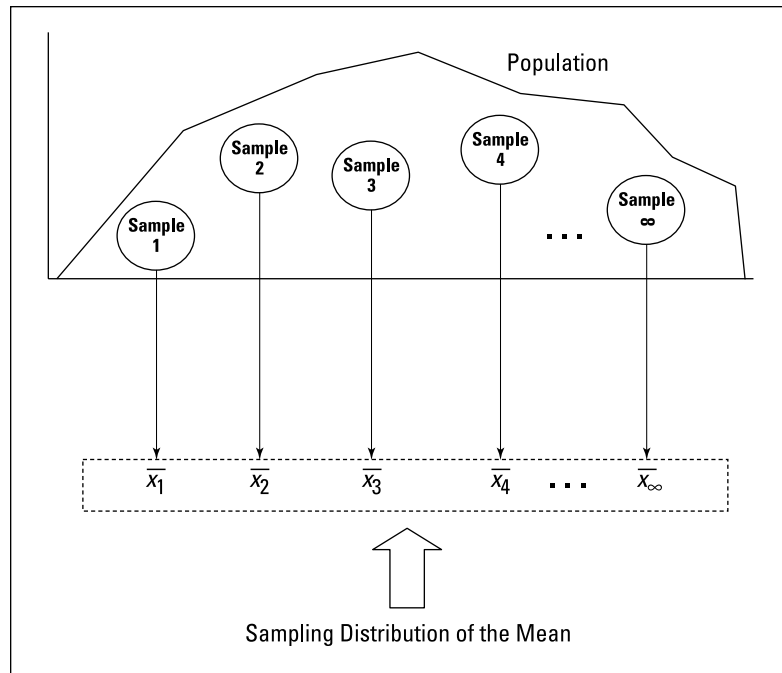 Population
Sample
1
Sample
2
Sample
3
Sample
4
. . .
Sample
∞
x̅₁ x̅₂ x̅₃ x̅₄ . . . x̅∞
Sampling Distribution of the Mean